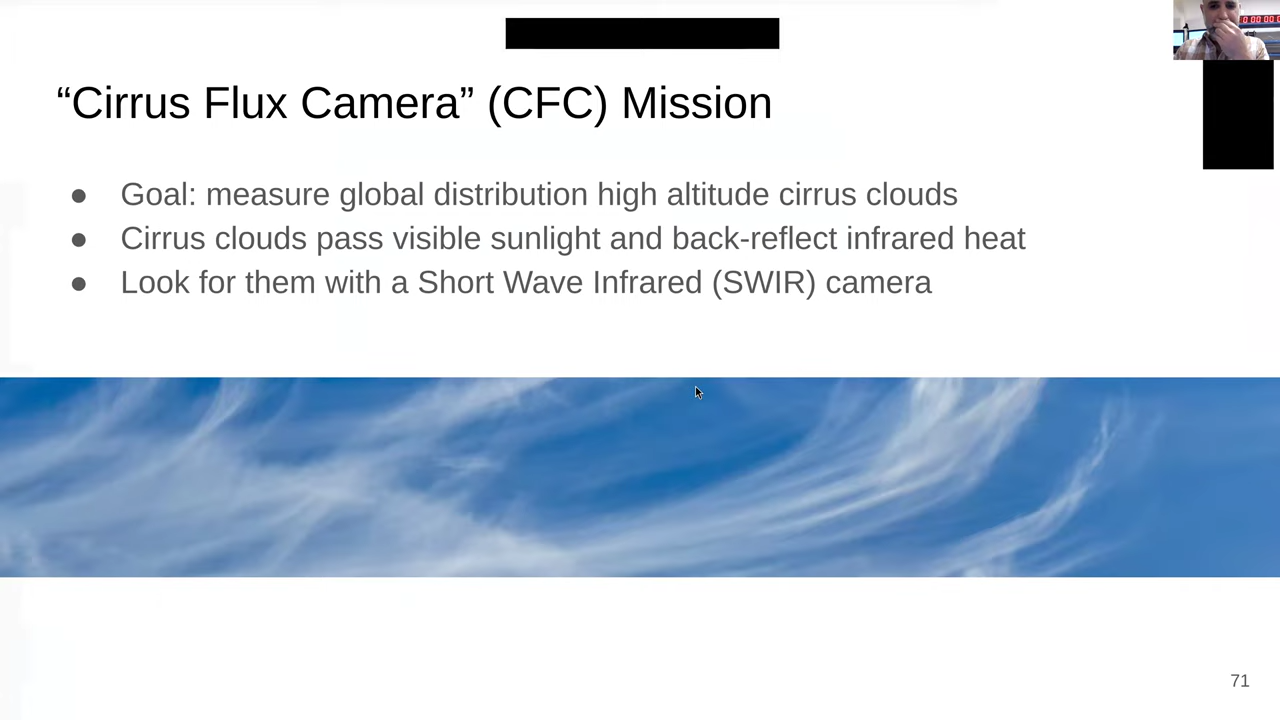 “Cirrus Flux Camera” (CFC) Mission
● Goal: measure global distribution high altitude cirrus clouds
● Cirrus clouds pass visible sunlight and back-reflect infrared heat
● Look for them with a Short Wave Infrared (SWIR) camera
71